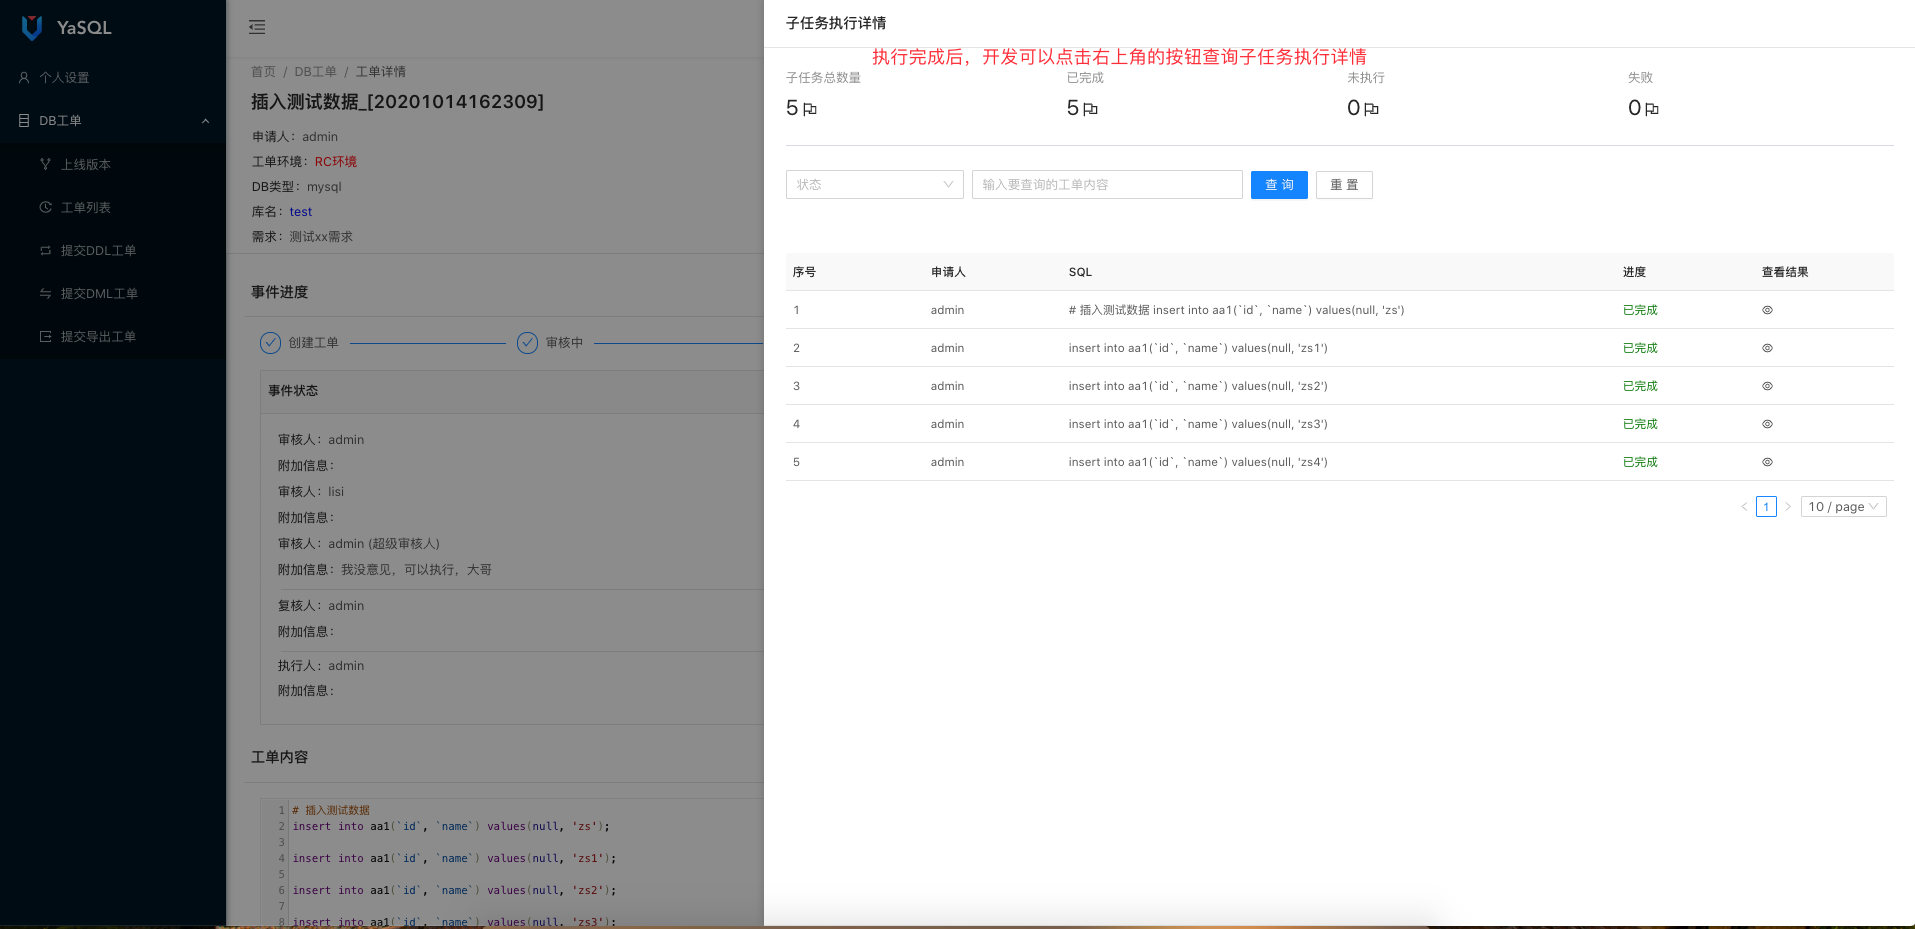 YaSQL
个人设置
DB工单
上线版本
工单列表
提交DDL工单
提交DML工单
提交导出工单
首页 / DB工单 / 工单详情
插入测试数据_[20201014162309]
申请人：admin
工单环境：RC环境
DB类型：mysql
库名：test
需求：测试xx需求
事件进度
创建工单
审核中
事件状态
审核人：admin
附加信息：
审核人：lisi
附加信息：
审核人：admin (超级审核人)
附加信息：我没意见，可以执行，大哥
复核人：admin
附加信息：
执行人：admin
附加信息：
工单内容
1 # 插入测试数据
2 insert into aa1(`id`, `name`) values(null, 'zs');
3
4 insert into aa1(`id`, `name`) values(null, 'zs1');
5
6 insert into aa1(`id`, `name`) values(null, 'zs2');
7
8 insert into aa1(`id`, `name`) values(null, 'zs3');
子任务执行详情
执行完成后，开发可以点击右上角的按钮查询子任务执行详情
子任务总数量 已完成 未执行 失败
5 5 0 0
状态 输入要查询的工单内容 查 询 重 置
序号 申请人 SQL 进度 查看结果
1 admin # 插入测试数据 insert into aa1(`id`, `name`) values(null, 'zs') 已完成
2 admin insert into aa1(`id`, `name`) values(null, 'zs1') 已完成
3 admin insert into aa1(`id`, `name`) values(null, 'zs2') 已完成
4 admin insert into aa1(`id`, `name`) values(null, 'zs3') 已完成
5 admin insert into aa1(`id`, `name`) values(null, 'zs4') 已完成
1 10 / page